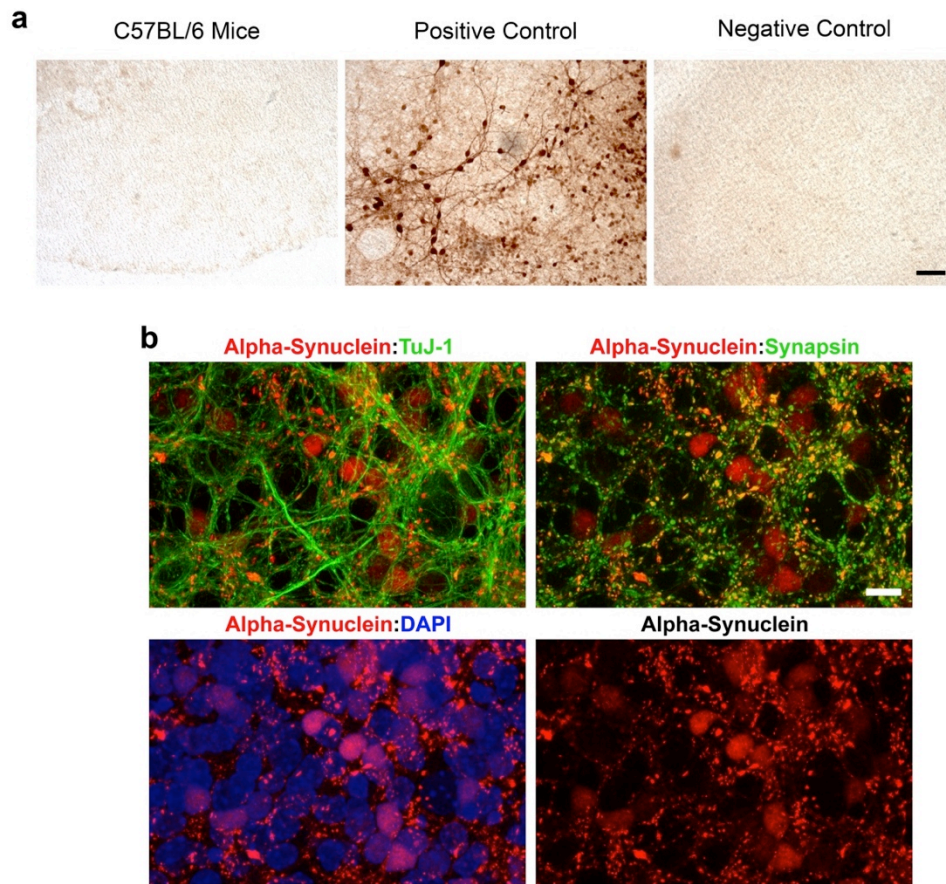 a
C57BL/6 Mice
Positive Control
Negative Control
b
Alpha-Synuclein:TuJ-1
Alpha-Synuclein:Synapsin
Alpha-Synuclein:DAPI
Alpha-Synuclein